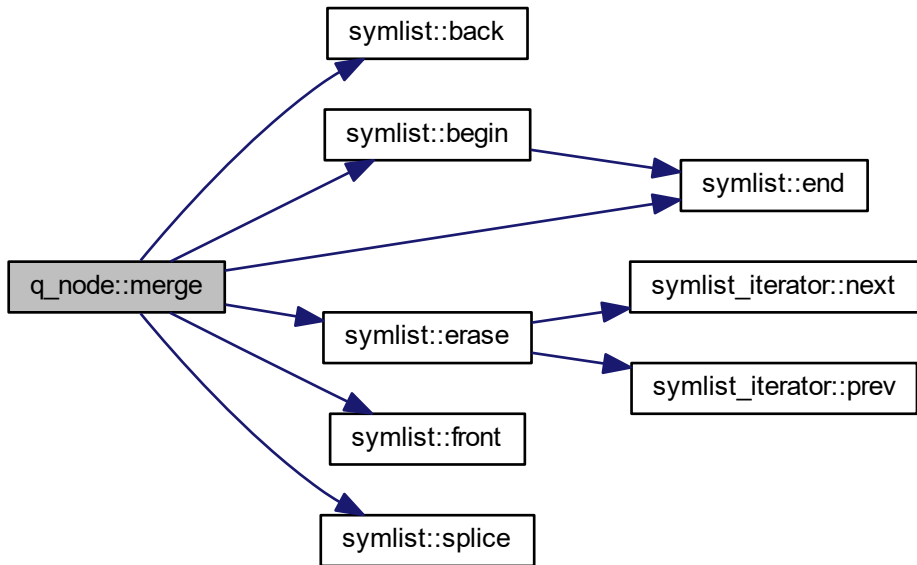 symlist::back
symlist::begin
symlist::end
q_node::merge
symlist_iterator::next
symlist::erase
symlist_iterator::prev
symlist::front
symlist::splice